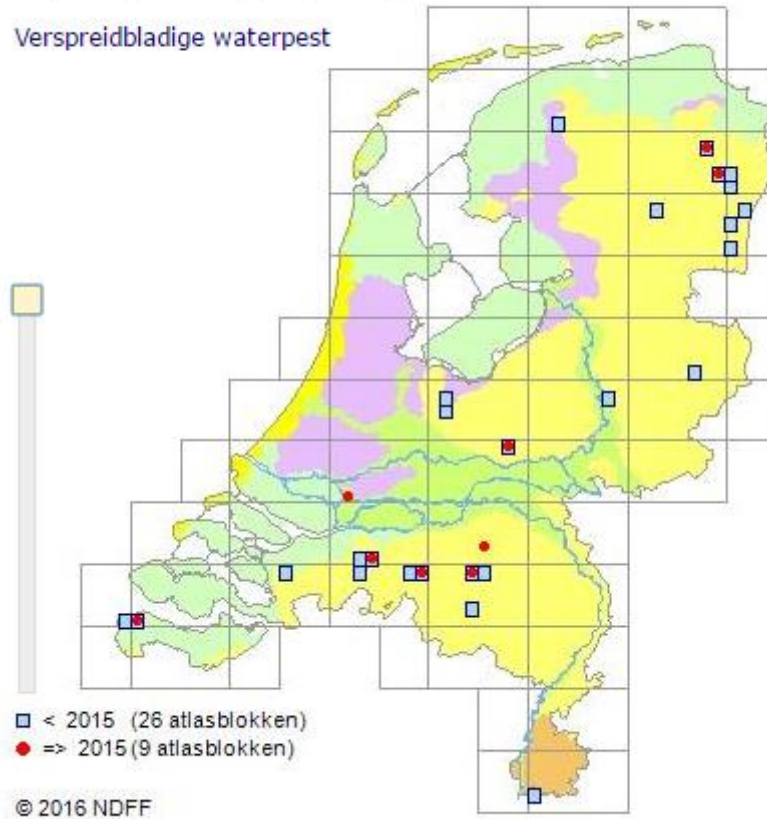 Verspreidbladige waterpest
< 2015 (26 atlasblokken)
=> 2015 (9 atlasblokken)
© 2016 NDFF